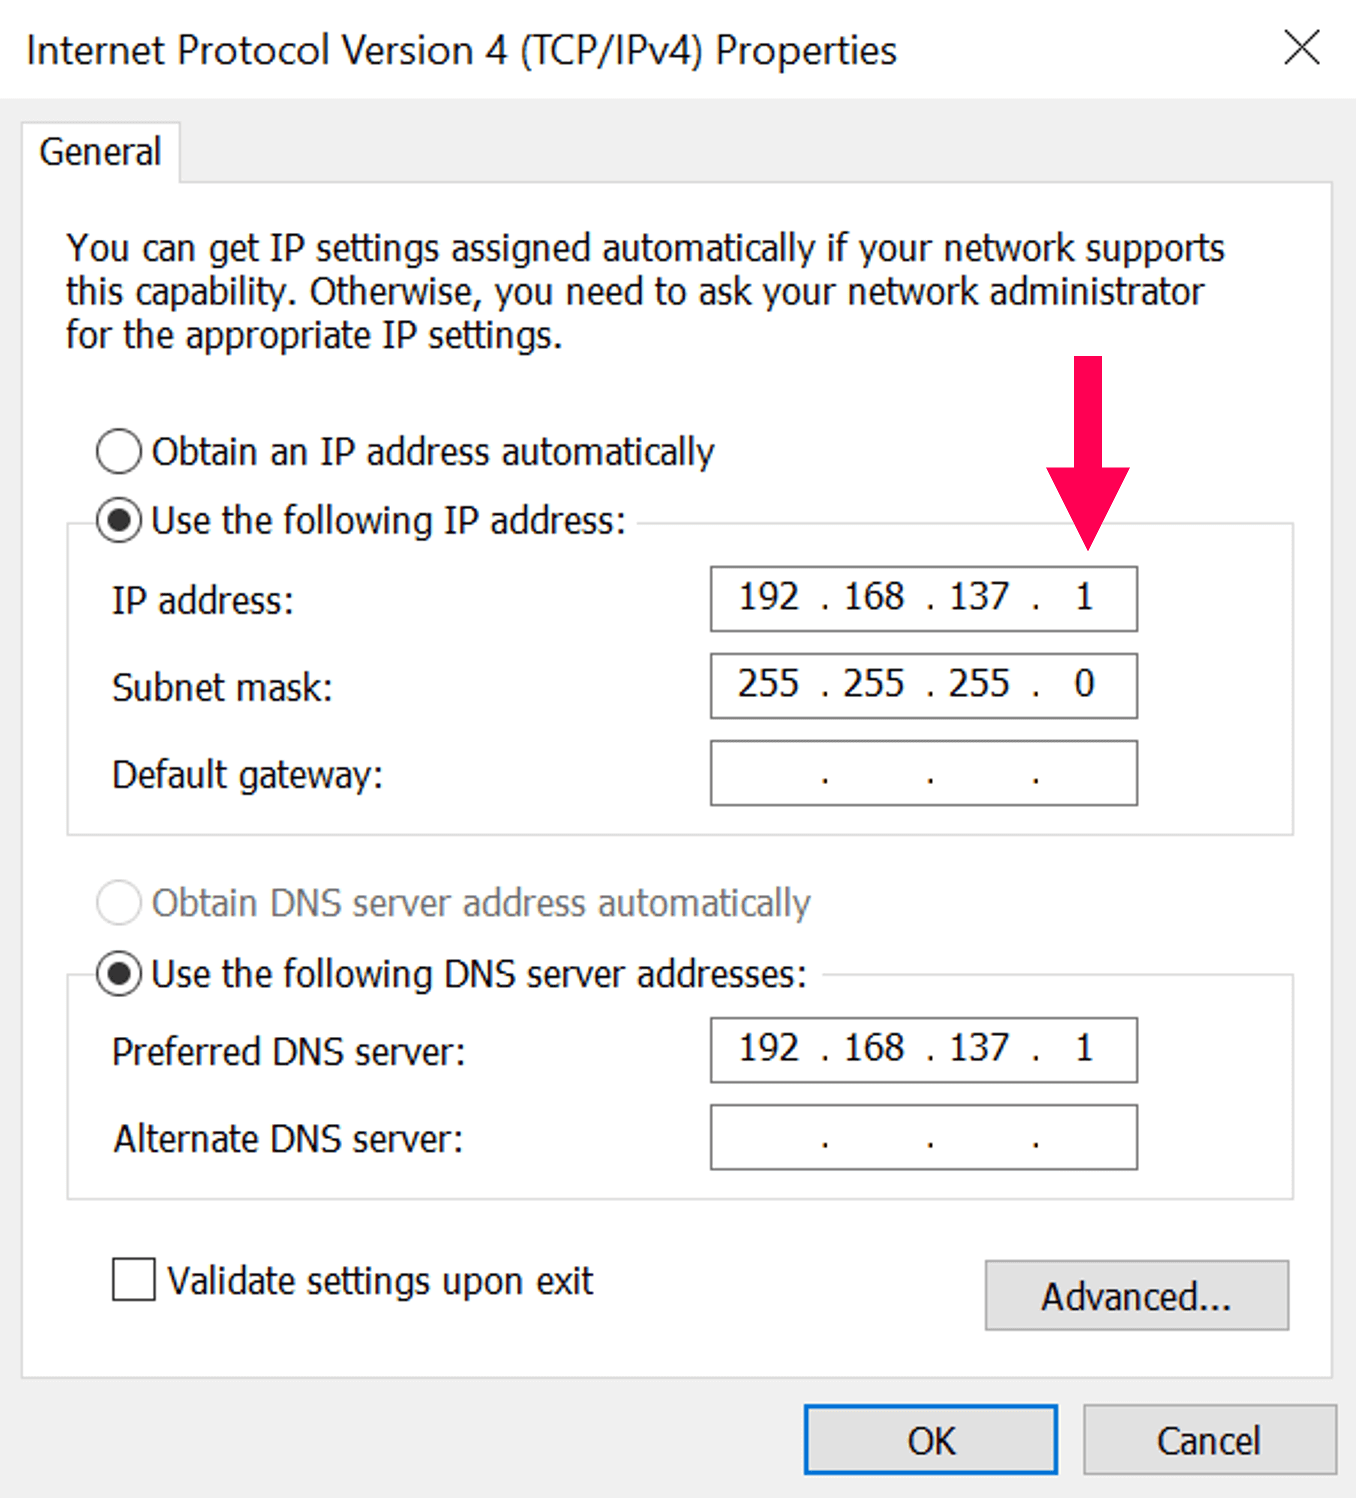 Internet Protocol Version 4 (TCP/IPv4) Properties
General
You can get IP settings assigned automatically if your network supports
this capability. Otherwise, you need to ask your network administrator
for the appropriate IP settings.
Obtain an IP address automatically
Use the following IP address:
IP address: 192 . 168 . 137 . 1
Subnet mask: 255 . 255 . 255 . 0
Default gateway: . . .
Obtain DNS server address automatically
Use the following DNS server addresses:
Preferred DNS server: 192 . 168 . 137 . 1
Alternate DNS server: . . .
Validate settings upon exit
Advanced...
OK Cancel